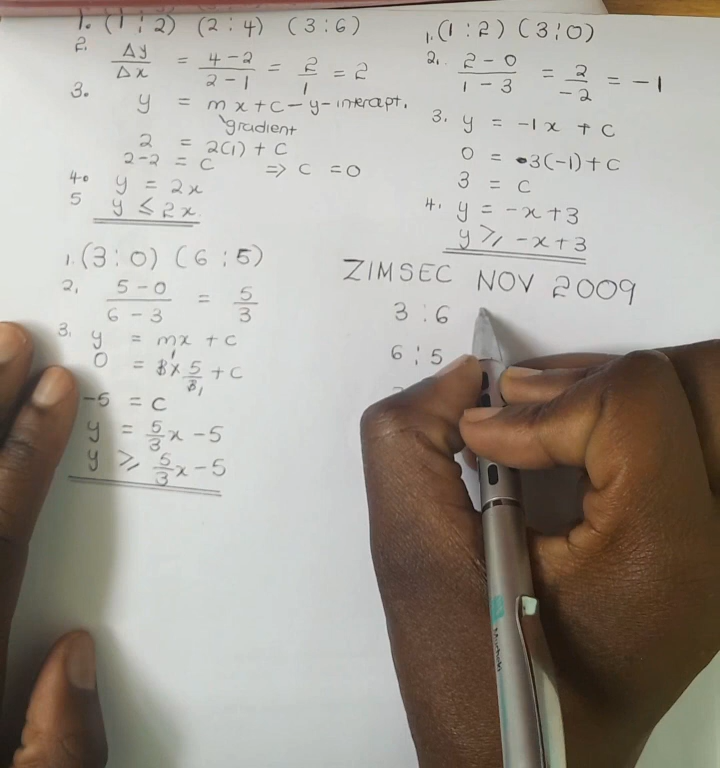 1. (1 : 2) (2 : 4) (3 : 6)
2. Δy/Δx = 4-2/2-1 = 2/1 = 2
3. y = mx + c - y-intercept.
gradient
2 = 2(1) + c
2-2 = c => c = 0
4. y = 2x
5 y ≤ 2x
1. (1 : 2) (3 : 0)
2. 2-0/1-3 = 2/-2 = -1
3. y = -1x + c
0 = 3(-1) + c
3 = c
4. y = -x + 3
y ≥ -x + 3
1. (3 : 0) (6 : 5)
2. 5-0/6-3 = 5/3
3. y = mx + c
0 = 3 x 5/3 + c
-5 = c
y = 5/3 x - 5
y ≥ 5/3 x - 5
ZIMSEC NOV 2009
3 : 6
6 : 5